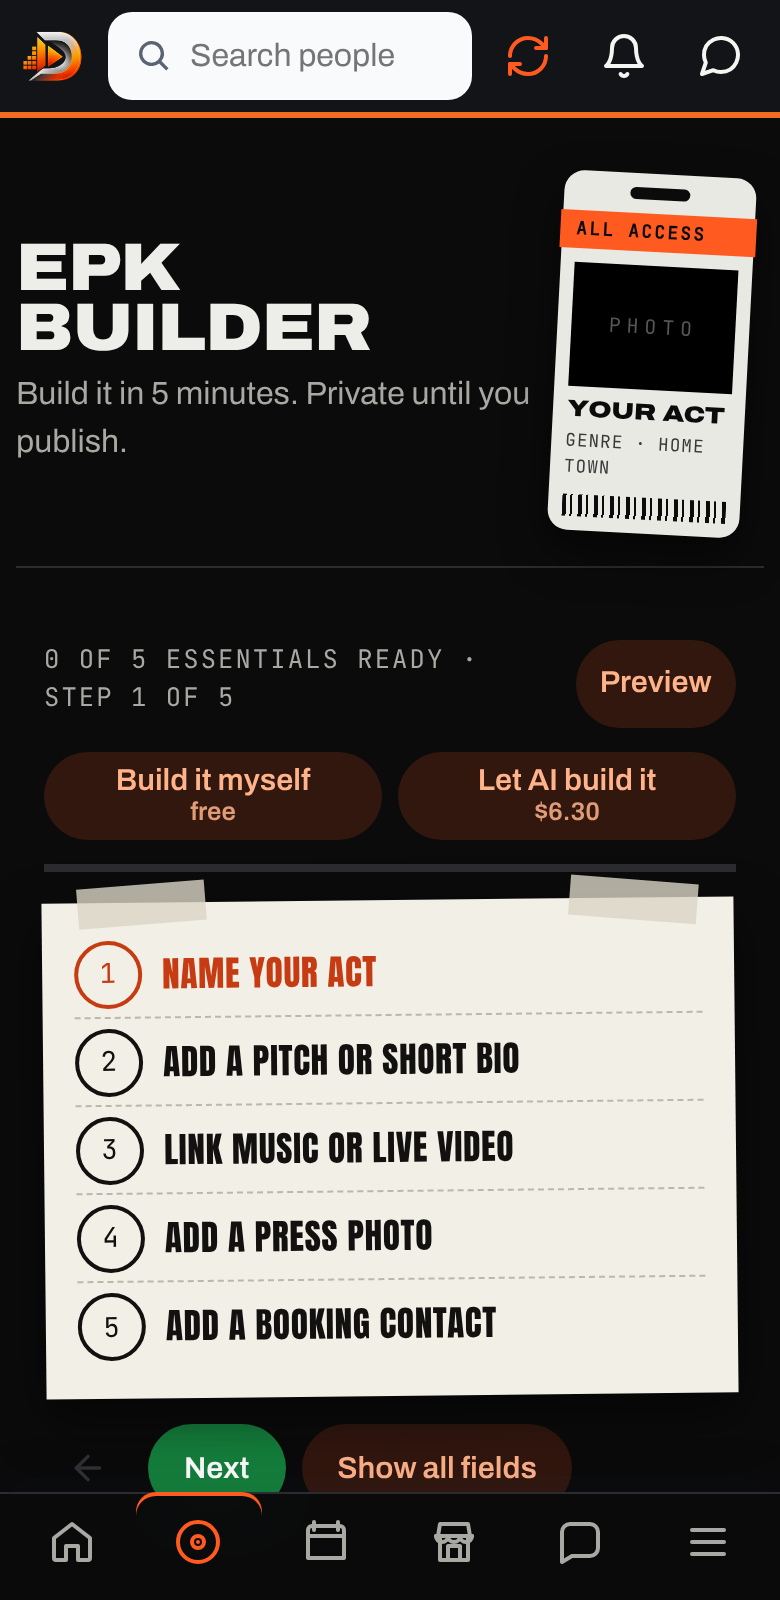 Search people
EPK
BUILDER
Build it in 5 minutes. Private until you
publish.
ALL ACCESS
PHOTO
YOUR ACT
GENRE · HOME
TOWN
0 OF 5 ESSENTIALS READY ·
STEP 1 OF 5
Preview
Build it myself
free
Let AI build it
$6.30
1 NAME YOUR ACT
2 ADD A PITCH OR SHORT BIO
3 LINK MUSIC OR LIVE VIDEO
4 ADD A PRESS PHOTO
5 ADD A BOOKING CONTACT
Next
Show all fields